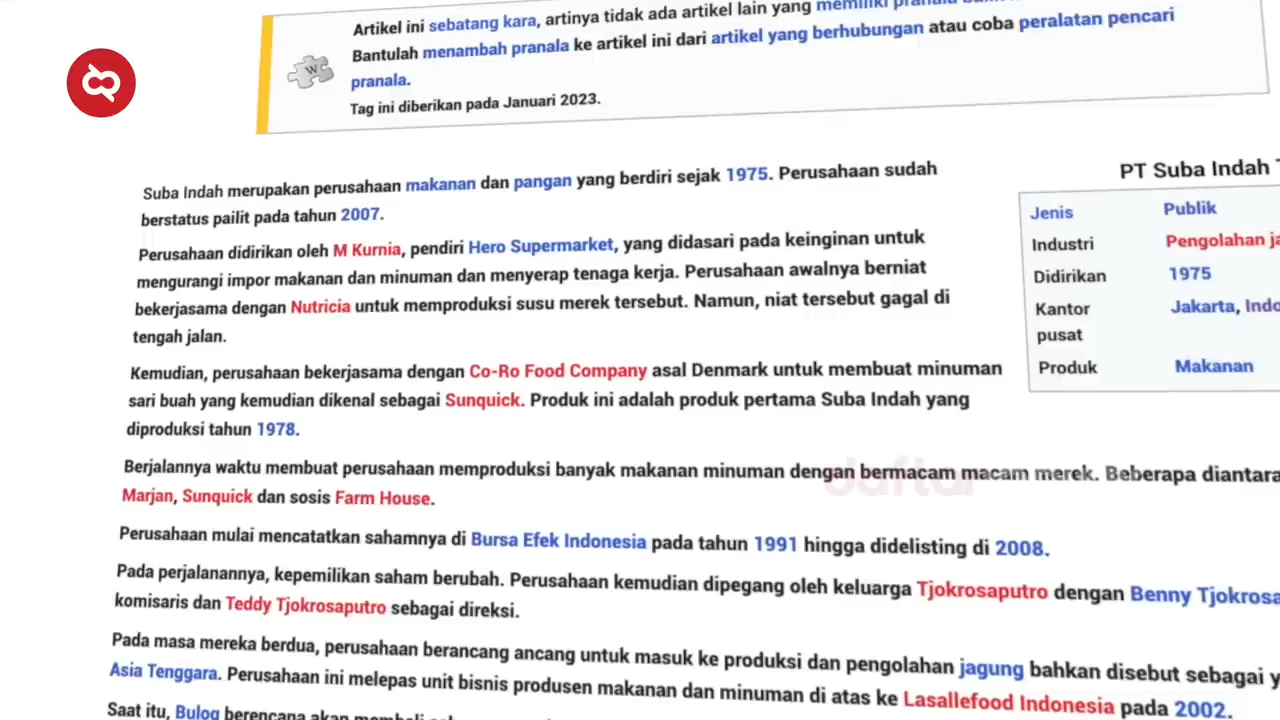 Artikel ini sebatang kara, artinya tidak ada artikel lain yang memiliki pranala
Bantulah menambah pranala ke artikel ini dari artikel yang berhubungan atau coba peralatan pencari
pranala.
Tag ini diberikan pada Januari 2023.
Suba Indah merupakan perusahaan makanan dan pangan yang berdiri sejak 1975. Perusahaan sudah
berstatus pailit pada tahun 2007.
Perusahaan didirikan oleh M Kurnia, pendiri Hero Supermarket, yang didasari pada keinginan untuk
mengurangi impor makanan dan minuman dan menyerap tenaga kerja. Perusahaan awalnya berniat
bekerjasama dengan Nutricia untuk memproduksi susu merek tersebut. Namun, niat tersebut gagal di
tengah jalan.
Kemudian, perusahaan bekerjasama dengan Co-Ro Food Company asal Denmark untuk membuat minuman
sari buah yang kemudian dikenal sebagai Sunquick. Produk ini adalah produk pertama Suba Indah yang
diproduksi tahun 1978.
Berjalannya waktu membuat perusahaan memproduksi banyak makanan minuman dengan bermacam macam merek. Beberapa diantara
Marjan, Sunquick dan sosis Farm House.
Perusahaan mulai mencatatkan sahamnya di Bursa Efek Indonesia pada tahun 1991 hingga didelisting di 2008.
Pada perjalanannya, kepemilikan saham berubah. Perusahaan kemudian dipegang oleh keluarga Tjokrosaputro dengan Benny Tjokrosa
komisaris dan Teddy Tjokrosaputro sebagai direksi.
Pada masa mereka berdua, perusahaan berancang ancang untuk masuk ke produksi dan pengolahan jagung bahkan disebut sebagai y
Asia Tenggara. Perusahaan ini melepas unit bisnis produsen makanan dan minuman di atas ke Lasallefood Indonesia pada 2002.
Saat itu, Bulog berencana akan membeli
PT Suba Indah T
Jenis Publik
Industri Pengolahan ja
Didirikan 1975
Kantor Jakarta, Indo
pusat
Produk Makanan
daftar